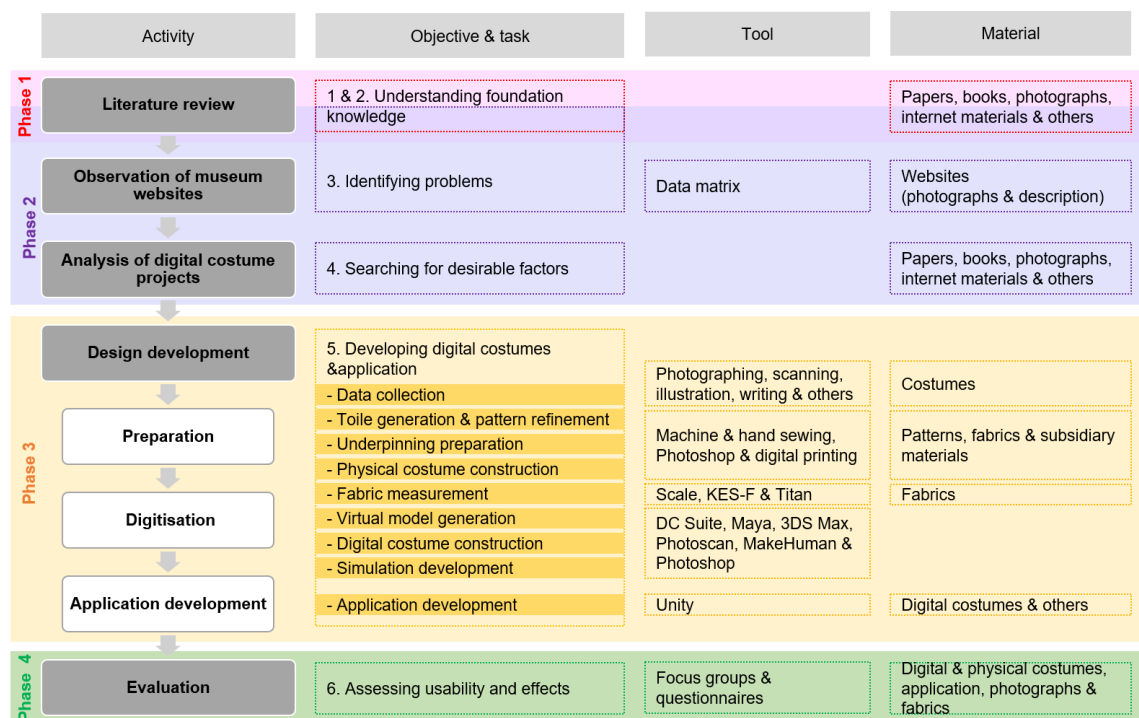 Activity
Objective & task
Tool
Material
Phase 1
Literature review
1 & 2. Understanding foundation
knowledge
Papers, books, photographs,
internet materials & others
Phase 2
Observation of museum
websites
3. Identifying problems
Data matrix
Websites
(photographs & description)
Analysis of digital costume
projects
4. Searching for desirable factors
Papers, books, photographs,
internet materials & others
Phase 3
Design development
5. Developing digital costumes
&application
- Data collection
Photographing, scanning,
illustration, writing & others
Costumes
Preparation
- Toile generation & pattern refinement
- Underpinning preparation
- Physical costume construction
Machine & hand sewing,
Photoshop & digital printing
Patterns, fabrics & subsidiary
materials
Digitisation
- Fabric measurement
Scale, KES-F & Titan
Fabrics
- Virtual model generation
- Digital costume construction
- Simulation development
DC Suite, Maya, 3DS Max,
Photoscan, MakeHuman &
Photoshop
Application development
- Application development
Unity
Digital costumes & others
Phase 4
Evaluation
6. Assessing usability and effects
Focus groups &
questionnaires
Digital & physical costumes,
application, photographs &
fabrics